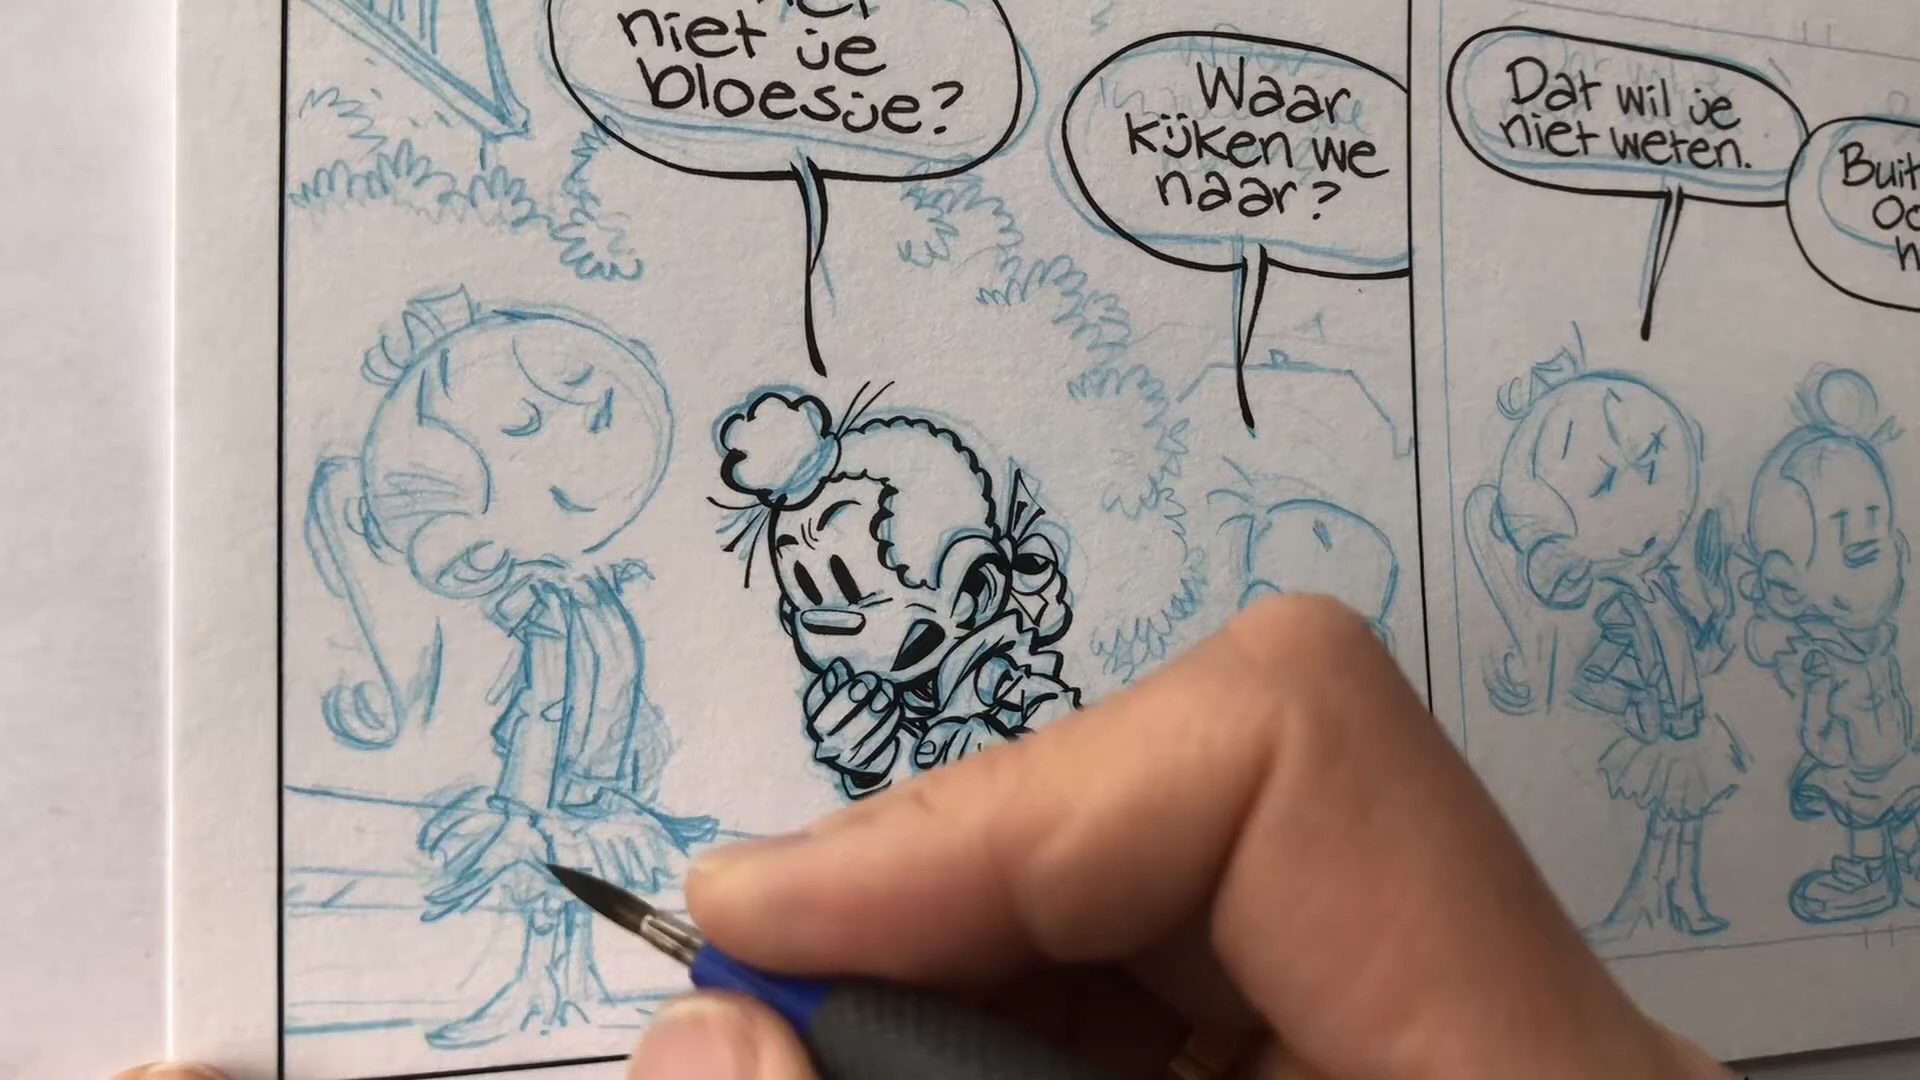 niet je
bloesje?
Waar
kijken we
naar?
Dat wil je
niet weten.